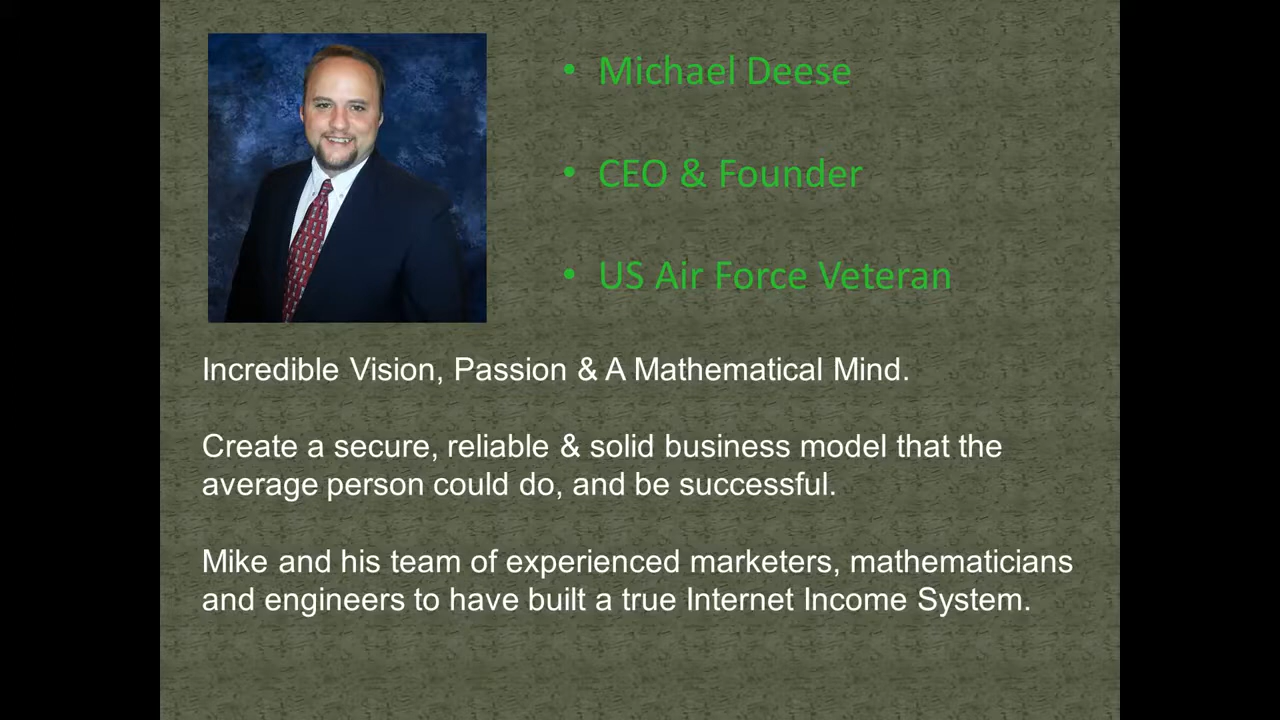 • Michael Deese
• CEO & Founder
• US Air Force Veteran
Incredible Vision, Passion & A Mathematical Mind.
Create a secure, reliable & solid business model that the
average person could do, and be successful.
Mike and his team of experienced marketers, mathematicians
and engineers to have built a true Internet Income System.